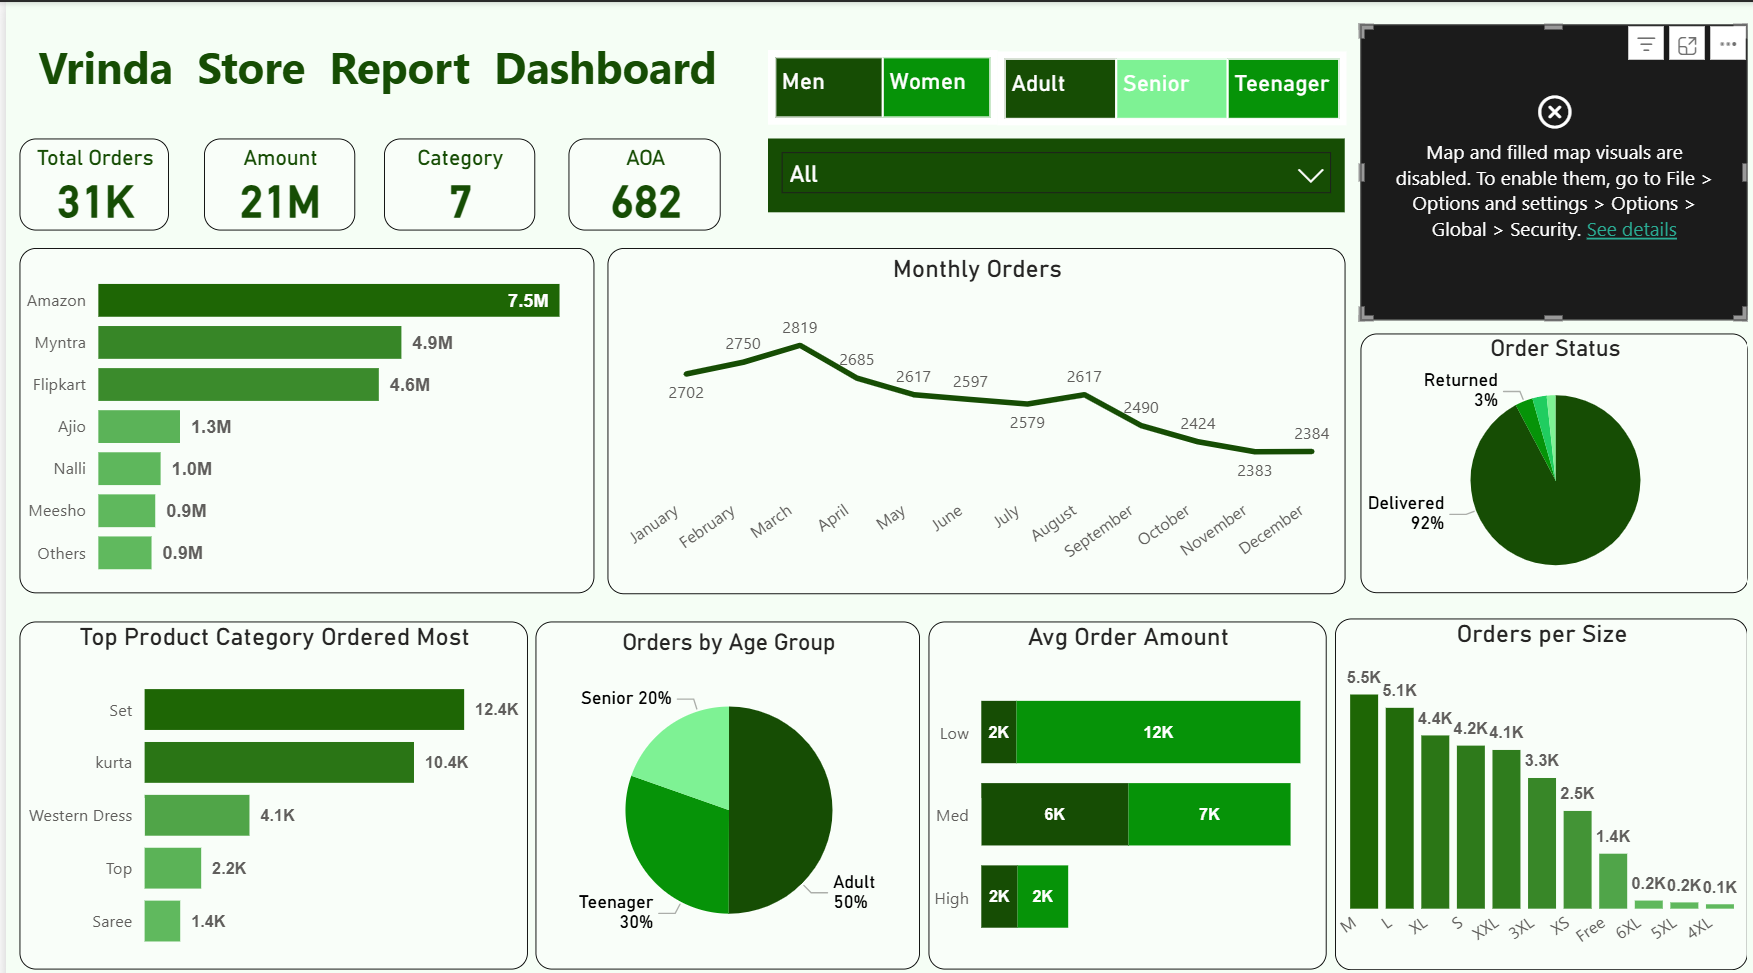 Vrinda Store Report Dashboard
Men
Women
Adult
Senior
Teenager
All
Total Orders
31K
Amount
21M
Category
7
AOA
682
Map and filled map visuals are
disabled. To enable them, go to File >
Options and settings > Options >
Global > Security. See details
Amazon
7.5M
Myntra
4.9M
Flipkart
4.6M
Ajio
1.3M
Nalli
1.0M
Meesho
0.9M
Others
0.9M
Monthly Orders
2702
2750
2819
2685
2617
2597
2579
2617
2490
2424
2383
2384
January
February
March
April
May
June
July
August
September
October
November
December
Order Status
Returned
3%
Delivered
92%
Top Product Category Ordered Most
Set
12.4K
kurta
10.4K
Western Dress
4.1K
Top
2.2K
Saree
1.4K
Orders by Age Group
Senior 20%
Teenager
30%
Adult
50%
Avg Order Amount
Low
2K
12K
Med
6K
7K
High
2K
2K
Orders per Size
5.5K
5.1K
4.4K
4.2K
4.1K
3.3K
2.5K
1.4K
0.2K
0.2K
0.1K
M
L
XL
S
XXL
3XL
XS
Free
6XL
5XL
4XL